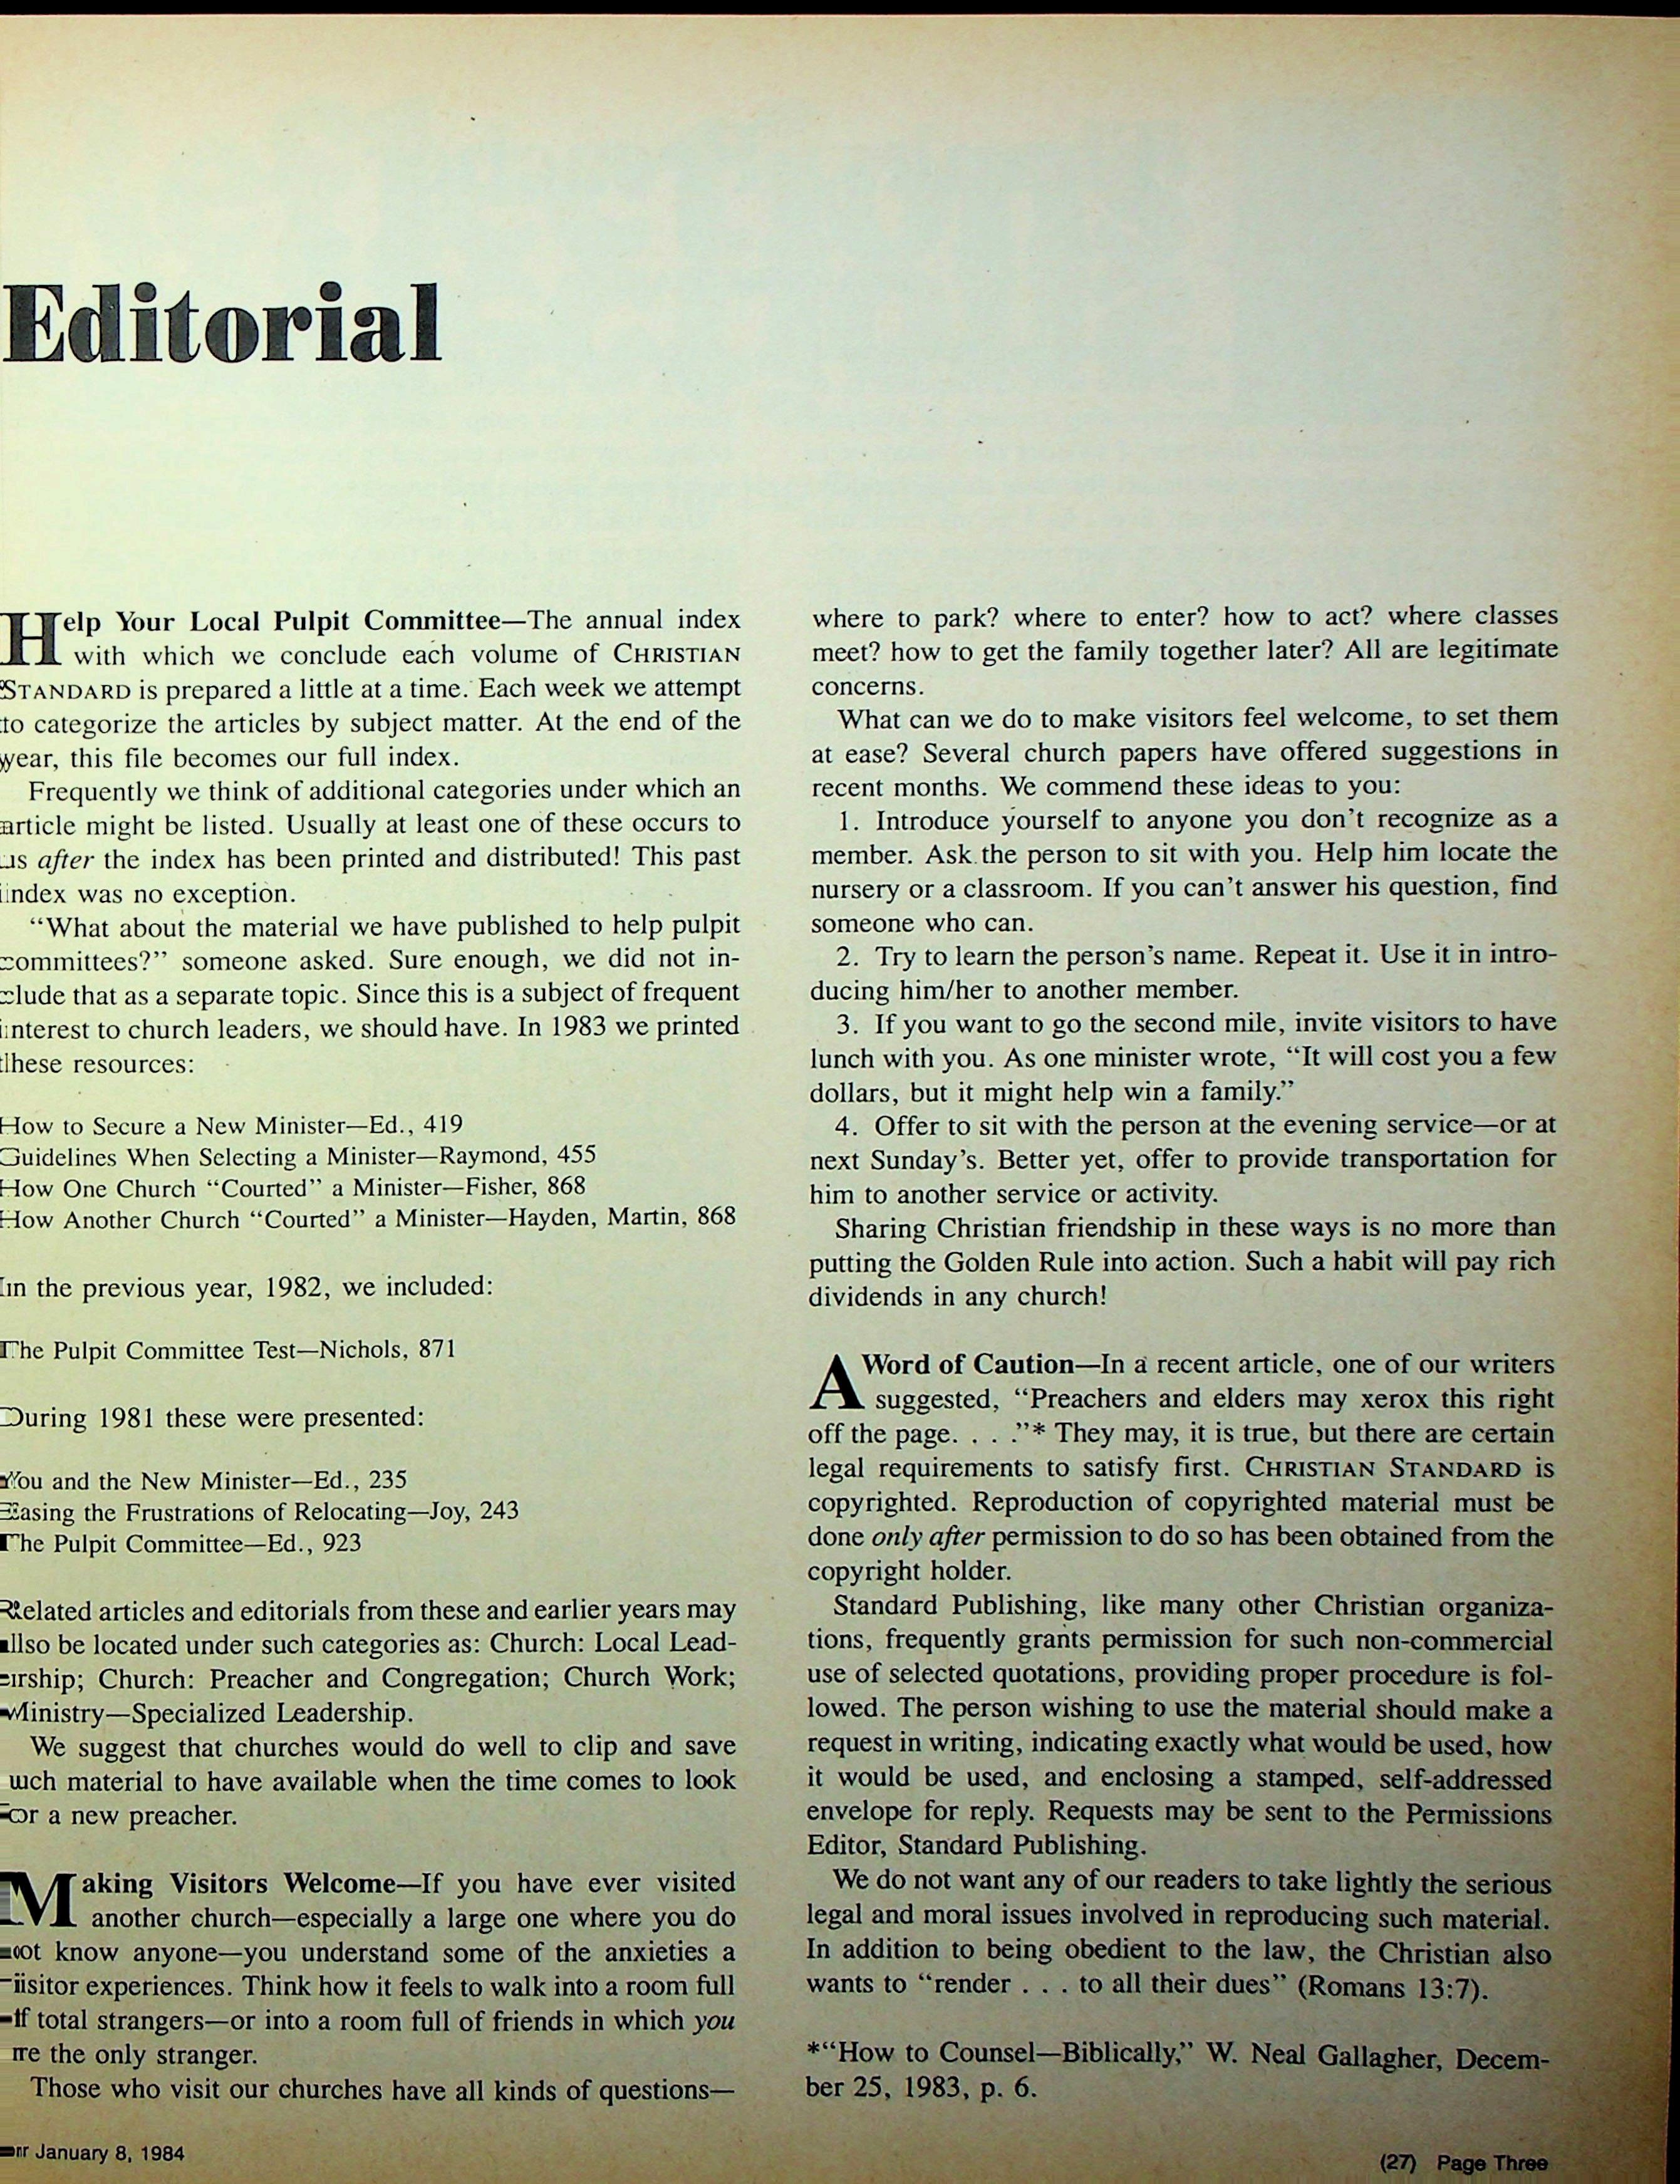 Editorial
Help Your Local Pulpit Committee—The annual index
with which we conclude each volume of CHRISTIAN
STANDARD is prepared a little at a time. Each week we attempt
to categorize the articles by subject matter. At the end of the
year, this file becomes our full index.
Frequently we think of additional categories under which an
article might be listed. Usually at least one of these occurs to
us after the index has been printed and distributed! This past
index was no exception.
“What about the material we have published to help pulpit
committees?” someone asked. Sure enough, we did not in-
clude that as a separate topic. Since this is a subject of frequent
interest to church leaders, we should have. In 1983 we printed
these resources:
How to Secure a New Minister—Ed., 419
Guidelines When Selecting a Minister—Raymond, 455
How One Church “Courted” a Minister—Fisher, 868
How Another Church “Courted” a Minister—Hayden, Martin, 868
In the previous year, 1982, we included:
The Pulpit Committee Test—Nichols, 871
During 1981 these were presented:
You and the New Minister—Ed., 235
Easing the Frustrations of Relocating—Joy, 243
The Pulpit Committee—Ed., 923
Related articles and editorials from these and earlier years may
also be located under such categories as: Church: Local Lead-
ership; Church: Preacher and Congregation; Church Work;
Ministry—Specialized Leadership.
We suggest that churches would do well to clip and save
such material to have available when the time comes to look
for a new preacher.
Making Visitors Welcome—If you have ever visited
another church—especially a large one where you do
not know anyone—you understand some of the anxieties a
visitor experiences. Think how it feels to walk into a room full
of total strangers—or into a room full of friends in which you
are the only stranger.
Those who visit our churches have all kinds of questions—
where to park? where to enter? how to act? where classes
meet? how to get the family together later? All are legitimate
concerns.
What can we do to make visitors feel welcome, to set them
at ease? Several church papers have offered suggestions in
recent months. We commend these ideas to you:
1. Introduce yourself to anyone you don’t recognize as a
member. Ask the person to sit with you. Help him locate the
nursery or a classroom. If you can’t answer his question, find
someone who can.
2. Try to learn the person’s name. Repeat it. Use it in intro-
ducing him/her to another member.
3. If you want to go the second mile, invite visitors to have
lunch with you. As one minister wrote, “It will cost you a few
dollars, but it might help win a family.”
4. Offer to sit with the person at the evening service—or at
next Sunday’s. Better yet, offer to provide transportation for
him to another service or activity.
Sharing Christian friendship in these ways is no more than
putting the Golden Rule into action. Such a habit will pay rich
dividends in any church!
A Word of Caution—In a recent article, one of our writers
suggested, “Preachers and elders may xerox this right
off the page. . . .”* They may, it is true, but there are certain
legal requirements to satisfy first. CHRISTIAN STANDARD is
copyrighted. Reproduction of copyrighted material must be
done only after permission to do so has been obtained from the
copyright holder.
Standard Publishing, like many other Christian organiza-
tions, frequently grants permission for such non-commercial
use of selected quotations, providing proper procedure is fol-
lowed. The person wishing to use the material should make a
request in writing, indicating exactly what would be used, how
it would be used, and enclosing a stamped, self-addressed
envelope for reply. Requests may be sent to the Permissions
Editor, Standard Publishing.
We do not want any of our readers to take lightly the serious
legal and moral issues involved in reproducing such material.
In addition to being obedient to the law, the Christian also
wants to “render . . . to all their dues” (Romans 13:7).
*“How to Counsel—Biblically,” W. Neal Gallagher, Decem-
ber 25, 1983, p. 6.
January 8, 1984
(27) Page Three